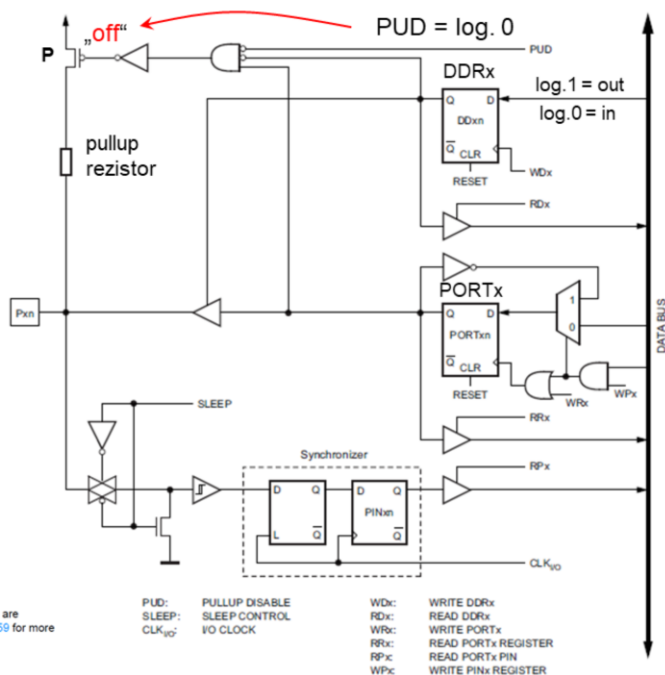 „off“
PUD = log. 0
P
PUD
DDRx
log.1 = out
log.0 = in
Q D
DDxn
Q CLR
RESET
WDx
pullup
rezistor
RDx
PORTx
1
0
Pxn
Q D
PORTxn
Q CLR
RESET
WRx
WPx
DATA BUS
SLEEP
RRx
Synchronizer
RPx
D Q
L Q
D Q
PINxn
Q
CLKI/O
are
59 for more
PUD: PULLUP DISABLE
SLEEP: SLEEP CONTROL
CLKI/O: I/O CLOCK
WDx: WRITE DDRx
RDx: READ DDRx
WRx: WRITE PORTx
RRx: READ PORTx REGISTER
RPx: READ PORTx PIN
WPx: WRITE PINx REGISTER